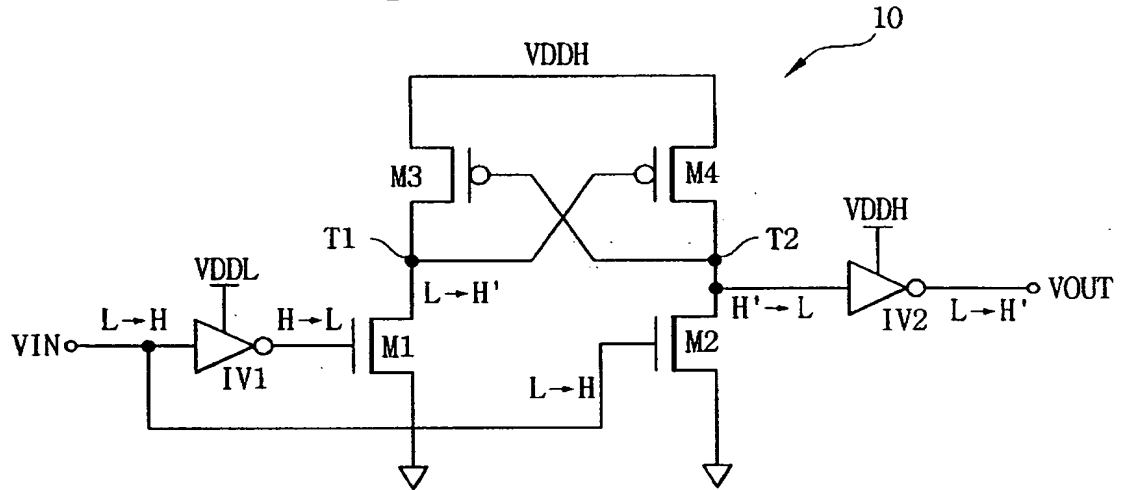 10
VDDH
M3
M4
VDDH
T1
T2
VDDL
L→H'
L→H
H→L
H'→L
L→H'
VOUT
VIN
M1
M2
IV2
IV1
L→H